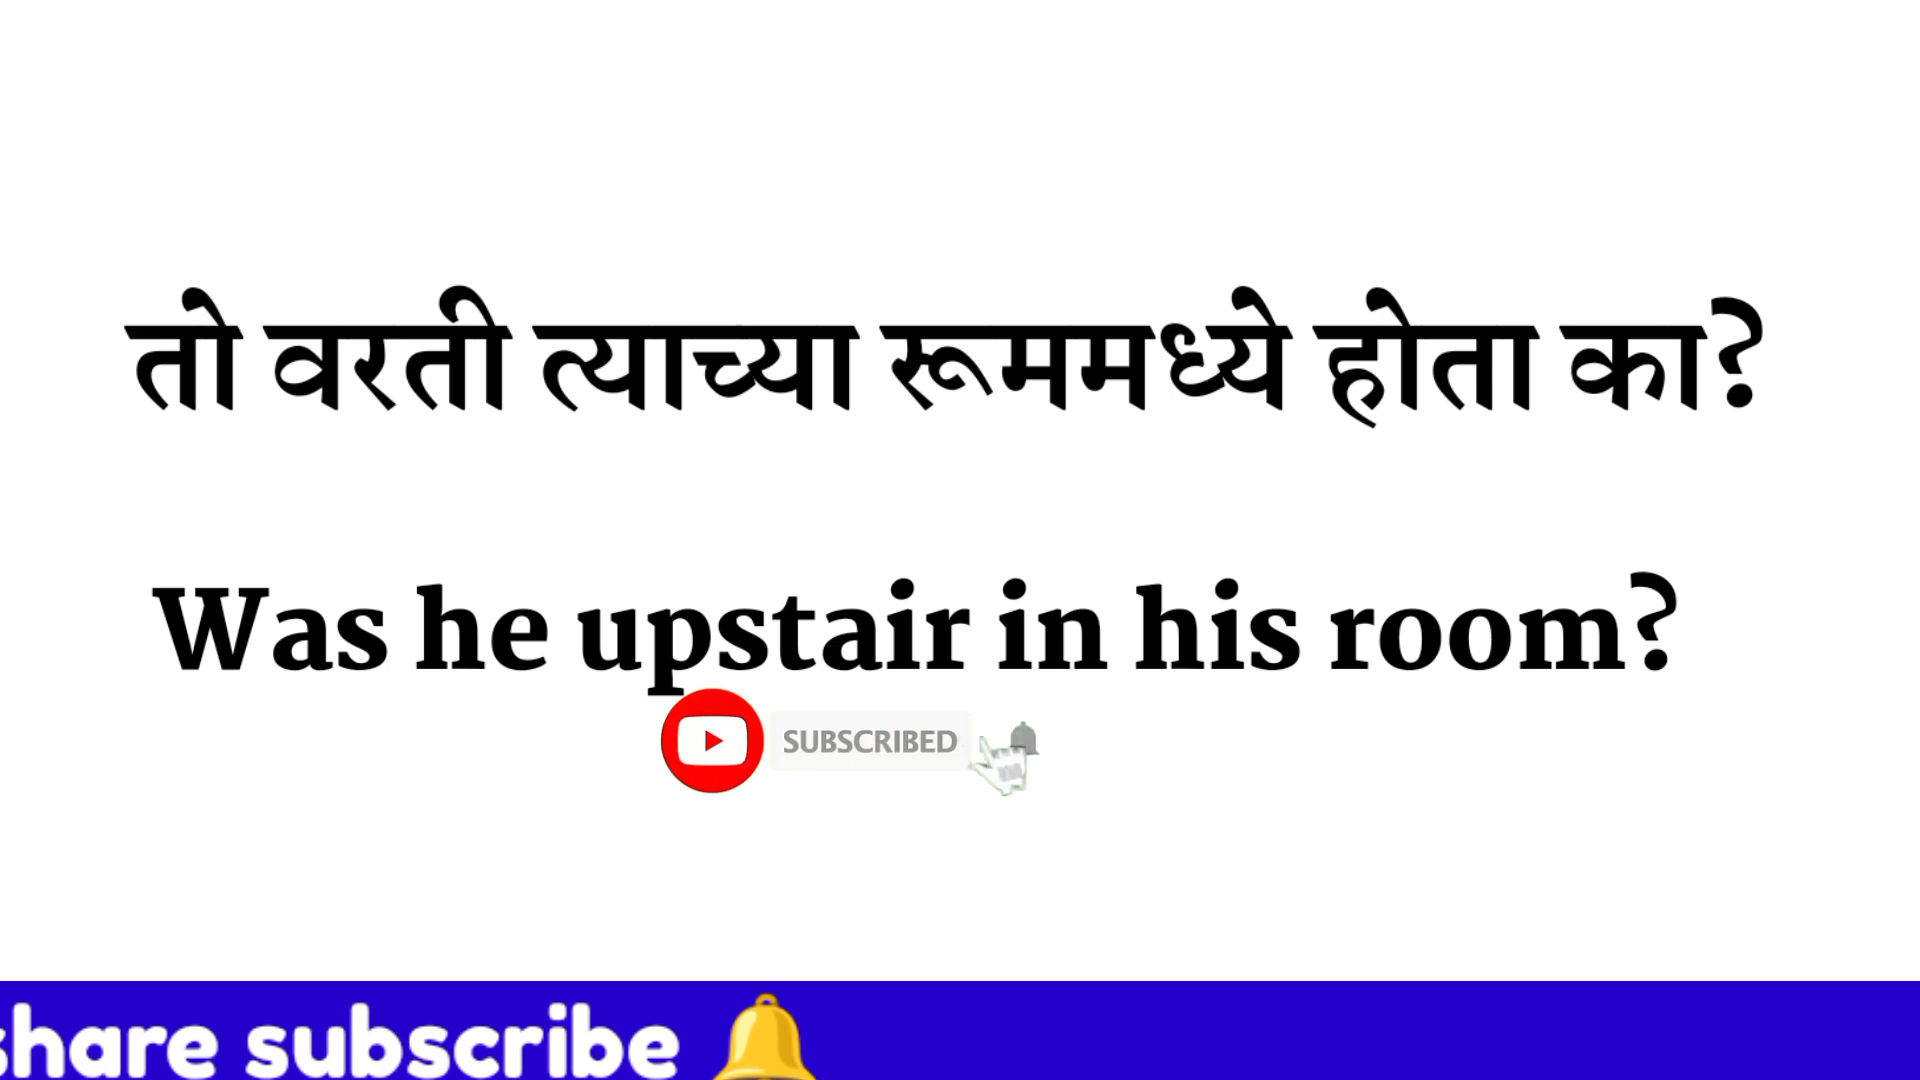 तो वरती त्याच्या रूममध्ये होता का?
Was he upstair in his room?
SUBSCRIBED
share subscribe